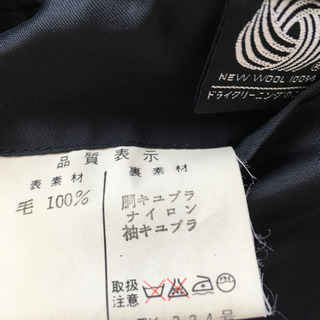 NEW WOOL 100%
ドライクリーニング
品質表示
表素材 裏素材
毛 100% 胴キユプラ
ナイロン
袖キユプラ
取扱
注意